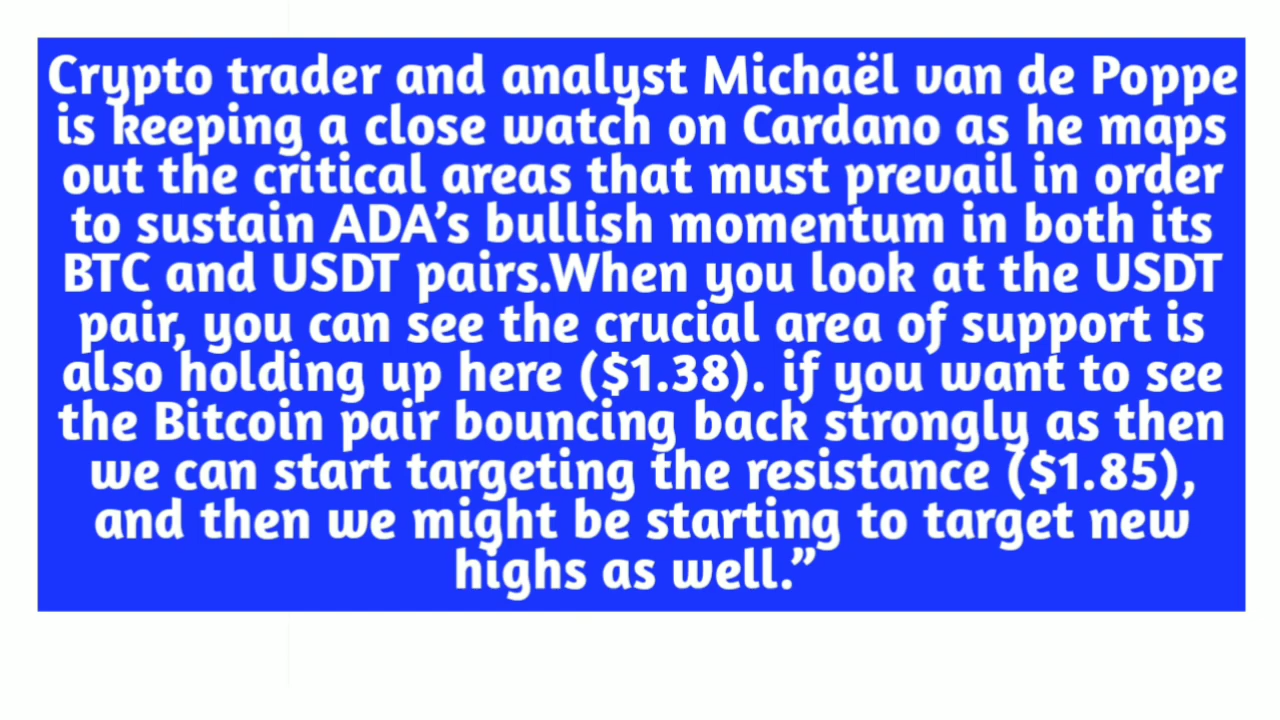 Crypto trader and analyst Michaël van de Poppe
is keeping a close watch on Cardano as he maps
out the critical areas that must prevail in order
to sustain ADA’s bullish momentum in both its
BTC and USDT pairs.When you look at the USDT
pair, you can see the crucial area of support is
also holding up here ($1.38). if you want to see
the Bitcoin pair bouncing back strongly as then
we can start targeting the resistance ($1.85),
and then we might be starting to target new
highs as well.”